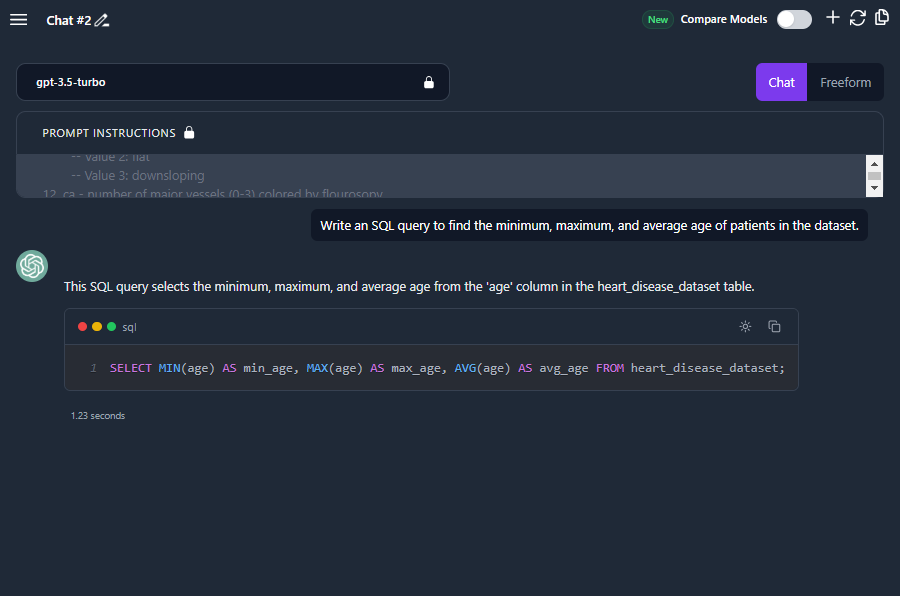 Chat #2
New Compare Models
gpt-3.5-turbo
Chat Freeform
PROMPT INSTRUCTIONS
-- Value 2: flat
-- Value 3: downsloping
12. ca - number of major vessels (0-3) colored by flourosopy
Write an SQL query to find the minimum, maximum, and average age of patients in the dataset.
This SQL query selects the minimum, maximum, and average age from the 'age' column in the heart_disease_dataset table.
sql
1 SELECT MIN(age) AS min_age, MAX(age) AS max_age, AVG(age) AS avg_age FROM heart_disease_dataset;
1.23 seconds